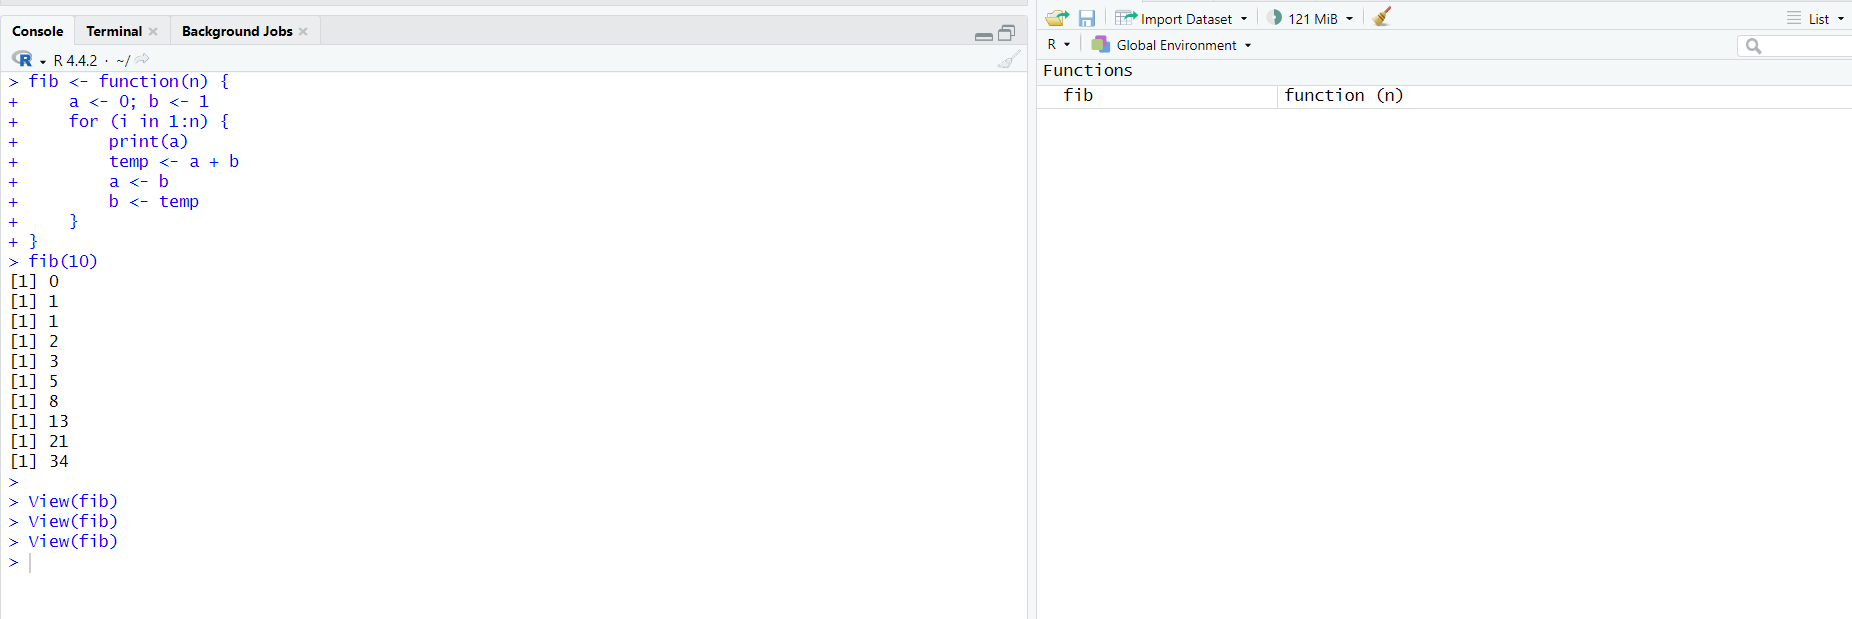 Console Terminal Background Jobs
R R 4.4.2 · ~/
> fib <- function(n) {
+     a <- 0; b <- 1
+     for (i in 1:n) {
+         print(a)
+         temp <- a + b
+         a <- b
+         b <- temp
+     }
+ }
> fib(10)
[1] 0
[1] 1
[1] 1
[1] 2
[1] 3
[1] 5
[1] 8
[1] 13
[1] 21
[1] 34
>
> View(fib)
> View(fib)
> View(fib)
>
Import Dataset 121 MiB List
R Global Environment
Functions
fib function (n)